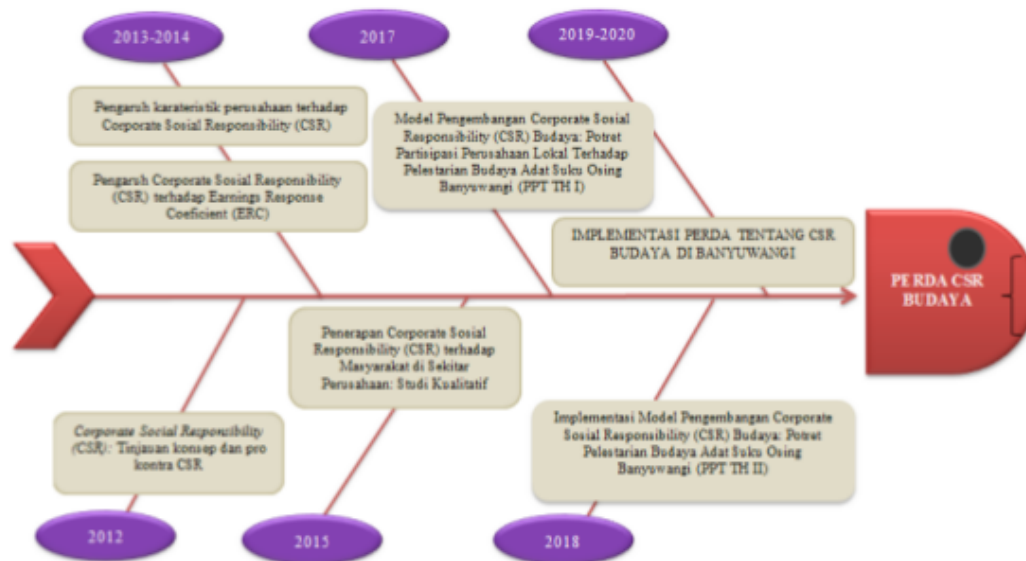 2013-2014
2017
2019-2020
Pengaruh karateristik perusahaan terhadap
Corporate Sosial Responsibility (CSR)
Pengaruh Corporate Sosial Responsibility
(CSR) terhadap Earnings Response
Coeficient (ERC)
Model Pengembangan Corporate Sosial
Responsibility (CSR) Budaya: Potret
Partisipasi Perusahaan Lokal Terhadap
Pelestarian Budaya Adat Suku Osing
Banyuwangi (PPT TH I)
IMPLEMENTASI PERDA TENTANG CSR
BUDAYA DI BANYUWANGI
PERDA CSR
BUDAYA
Corporate Social Responsibility
(CSR): Tinjauan konsep dan pro
kontra CSR
Penerapan Corporate Sosial
Responsibility (CSR) terhadap
Masyarakat di Sekitar
Perusahaan: Studi Kualitatif
Implementasi Model Pengembangan Corporate
Sosial Responsibility (CSR) Budaya: Potret
Pelestarian Budaya Adat Suku Osing
Banyuwangi (PPT TH II)
2012
2015
2018